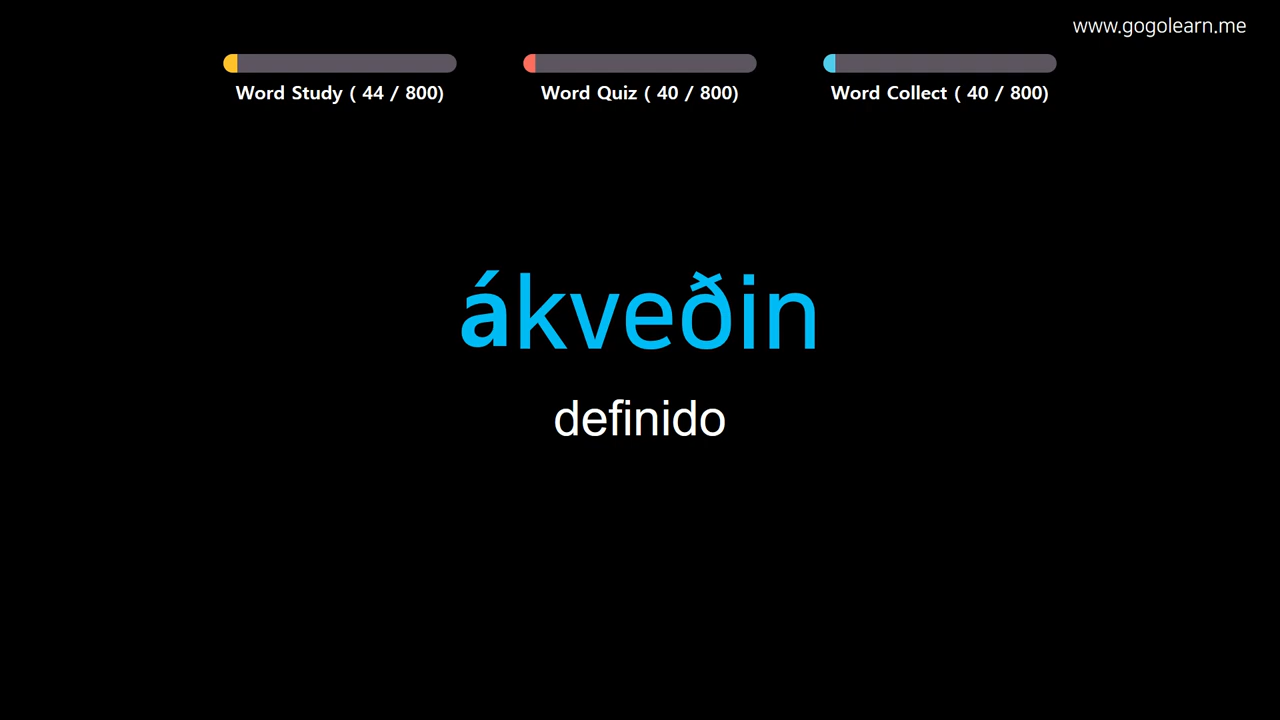 www.gogolearn.me
Word Study ( 44 / 800)
Word Quiz ( 40 / 800)
Word Collect ( 40 / 800)
ákveðin
definido